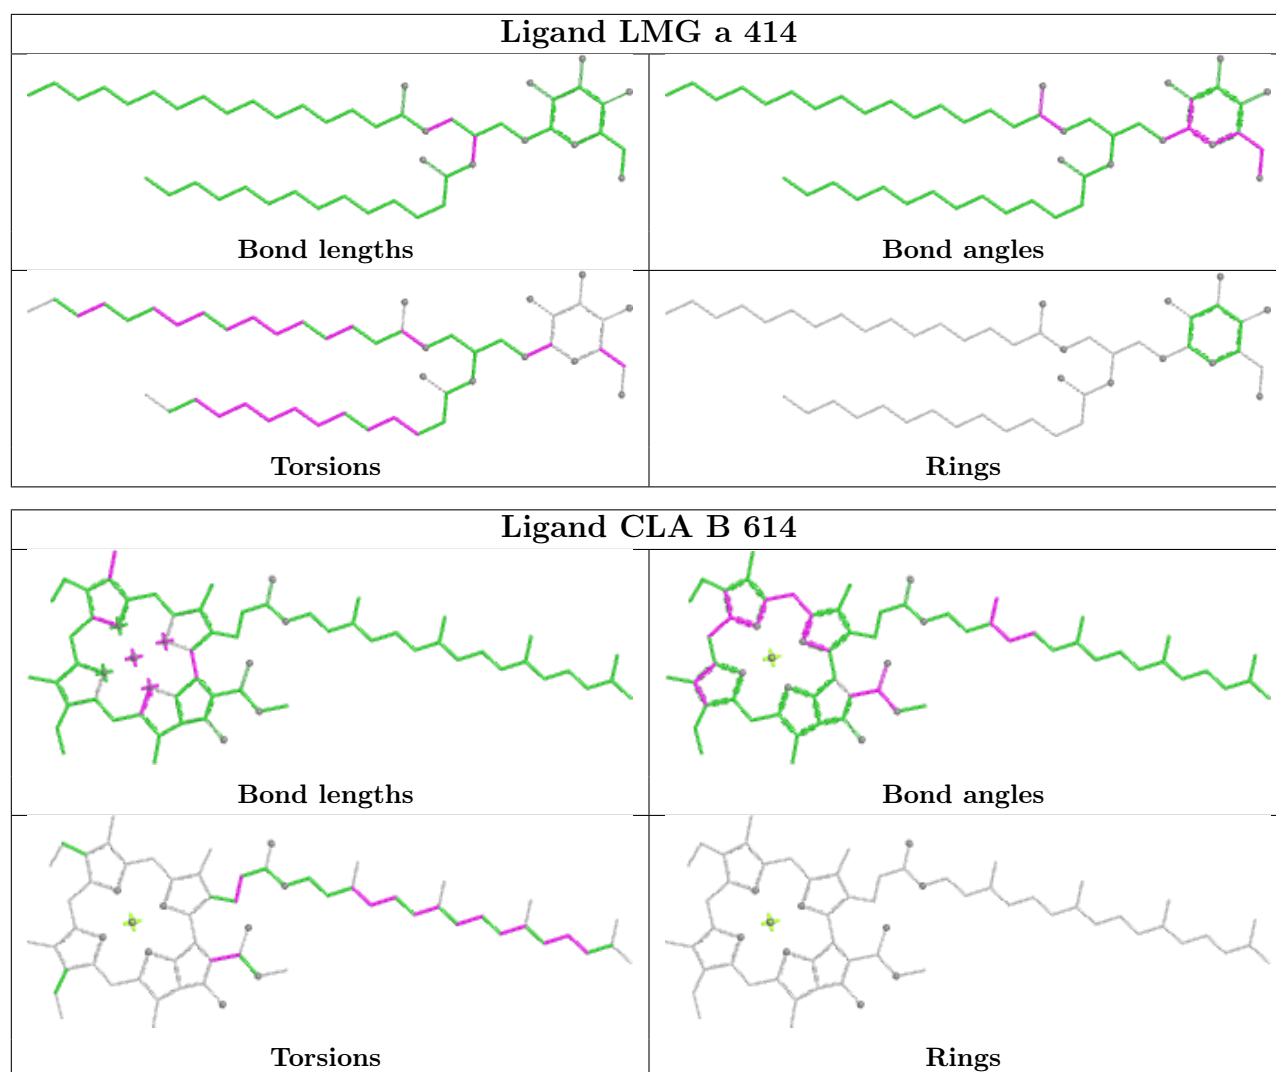 Ligand LMG a 414
Bond lengths
Bond angles
Torsions
Rings
Ligand CLA B 614
Bond lengths
Bond angles
Torsions
Rings